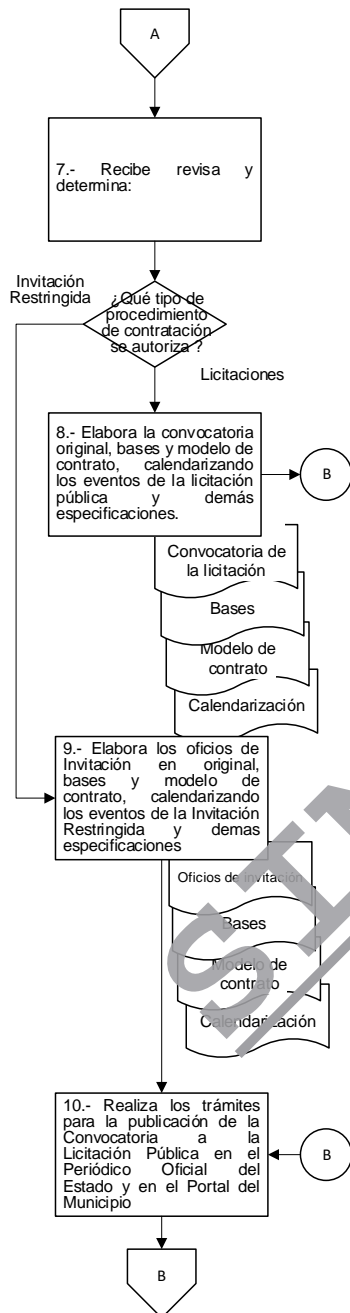 A
7.- Recibe revisa y
determina:
Invitación
Restringida
¿Qué tipo de
procedimiento
de contratación
se autoriza ?
Licitaciones
8.- Elabora la convocatoria
original, bases y modelo de
contrato, calendarizando
los eventos de la licitación
pública y demás
especificaciones.
B
Convocatoria de
la licitación
Bases
Modelo de
contrato
Calendarización
9.- Elabora los oficios de
Invitación en original,
bases y modelo de
contrato, calendarizando
los eventos de la Invitación
Restringida y demas
especificaciones
Oficios de invitación
Bases
Modelo de
contrato
Calendarización
10.- Realiza los trámites
para la publicación de la
Convocatoria a la
Licitación Pública en el
Periódico Oficial del
Estado y en el Portal del
Municipio
B
B